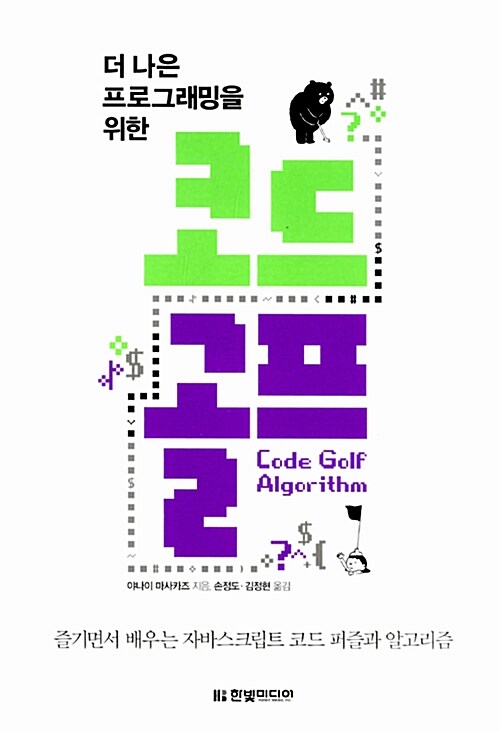 더 나은
프로그래밍을
위한
코드
골프
Code Golf
Algorithm
야나이 마사카즈 지음, 손정도·김정현 옮김
즐기면서 배우는 자바스크립트 코드 퍼즐과 알고리즘
한빛미디어